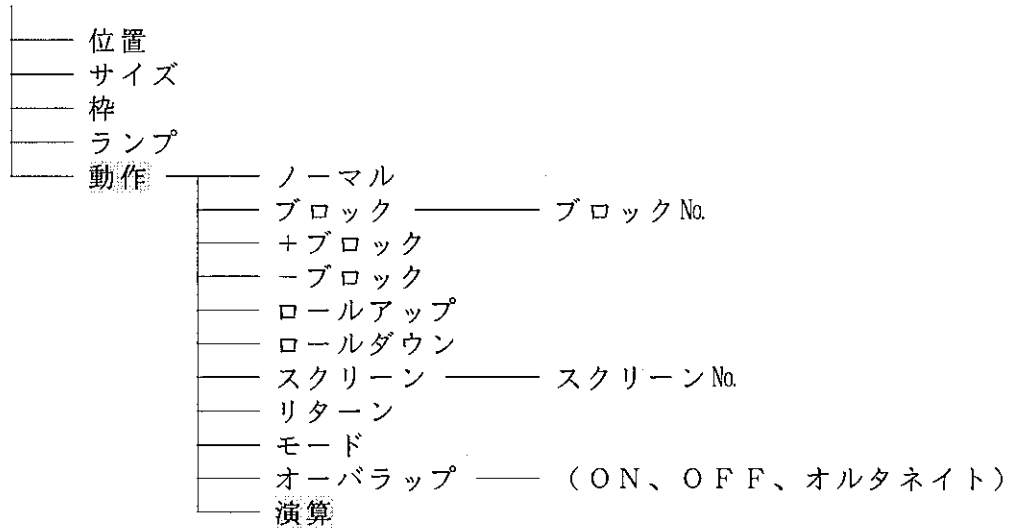 位置
サイズ
枠
ランプ
動作 ノーマル
ブロック ブロック№
＋ブロック
－ブロック
ロールアップ
ロールダウン
スクリーン スクリーン№
リターン
モード
オーバラップ （ＯＮ、ＯＦＦ、オルタネイト）
演算